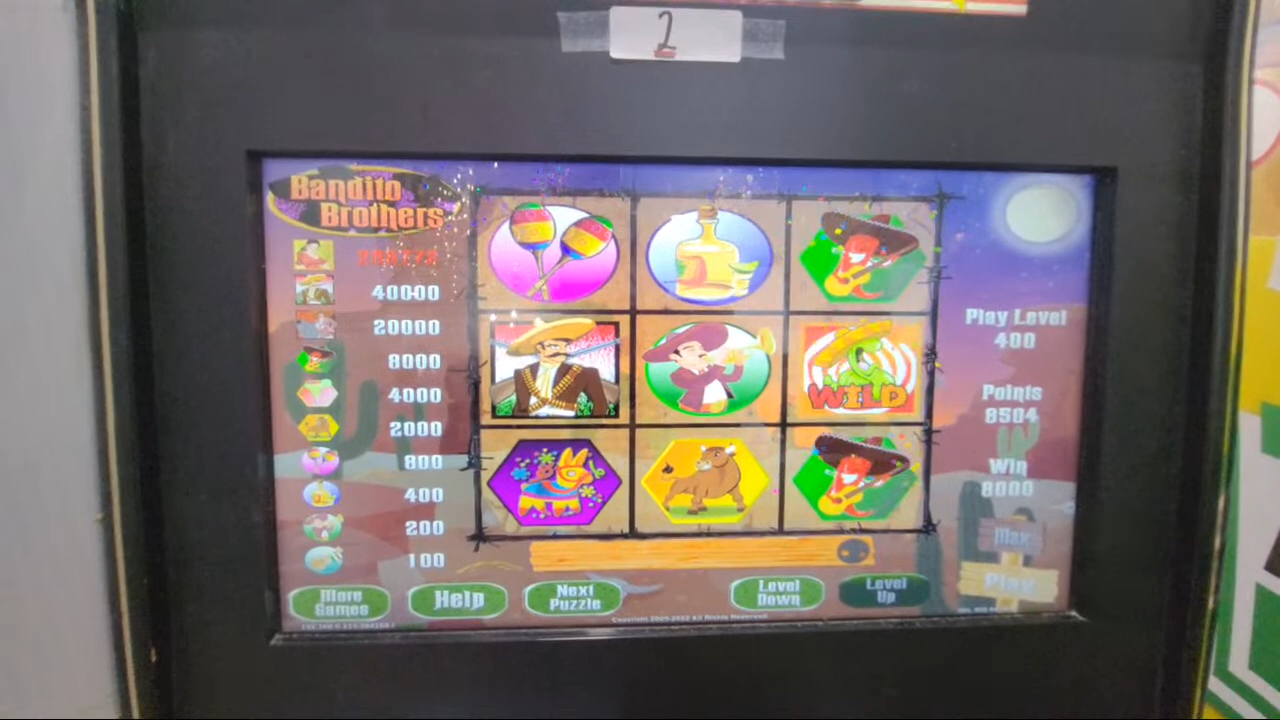 2
Bandito
Brothers
40000
20000
8000
4000
2000
800
400
200
100
WILD
Play Level
400
Points
8504
Win
8000
Max
Play
More
Games
Help
Next
Puzzle
Level
Down
Level
Up